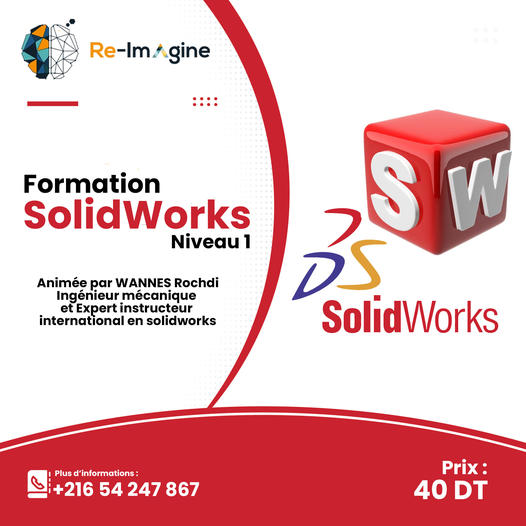 Re-Imagine
Formation
SolidWorks
Niveau 1
Animée par WANNES Rochdi
Ingénieur mécanique
et Expert instructeur
international en solidworks
S W
DS
SolidWorks
Plus d'informations :
+216 54 247 867
Prix :
40 DT